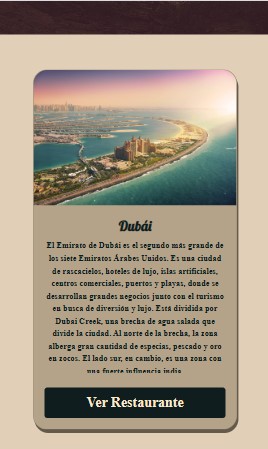 Dubái
El Emirato de Dubái es el segundo más grande de
los siete Emiratos Árabes Unidos. Es una ciudad
de rascacielos, hoteles de lujo, islas artificiales,
centros comerciales, puertos y playas, donde se
desarrollan grandes negocios junto con el turismo
en busca de diversión y lujo. Está dividida por
Dubai Creek, una brecha de agua salada que
divide la ciudad. Al norte de la brecha, la zona
alberga gran cantidad de especias, pescado y oro
en zocos. El lado sur, en cambio, es una zona con
una fuerte influencia india
Ver Restaurante